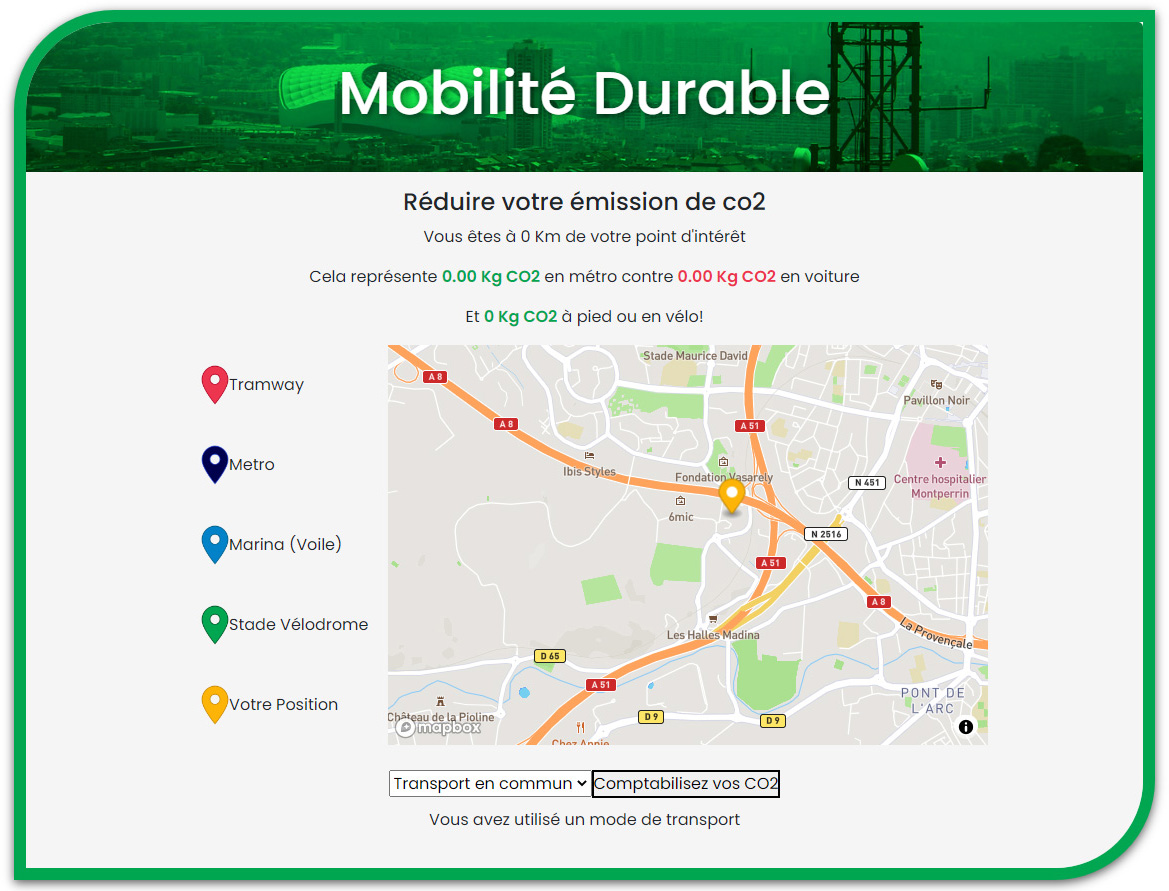 Mobilité Durable
Réduire votre émission de co2
Vous êtes à 0 Km de votre point d'intérêt
Cela représente 0.00 Kg CO2 en métro contre 0.00 Kg CO2 en voiture
Et 0 Kg CO2 à pied ou en vélo!
Tramway
Metro
Marina (Voile)
Stade Vélodrome
Votre Position
Stade Maurice David
A 8
Pavillon Noir
A 8
A 51
Ibis Styles
Fondation Vasarely
N 451
Centre hospitalier
Montperrin
6mic
N 2516
A 51
A 8
La Provençale
Les Halles Madina
D 65
A 51
PONT DE
L'ARC
Château de la Pioline
D 9
D 9
mapbox
Chez Annie
Transport en commun
Comptabilisez vos CO2
Vous avez utilisé un mode de transport